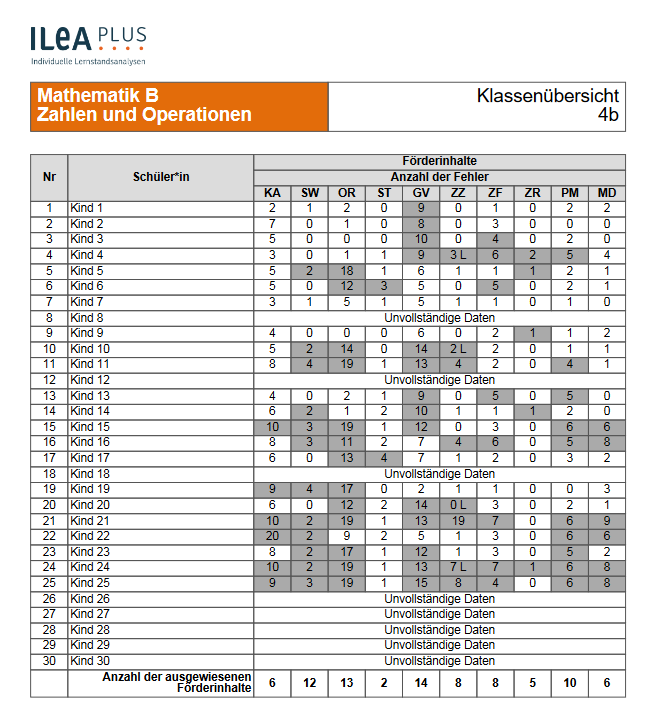 ILeA PLUS
Individuelle Lernstandsanalysen
Mathematik B
Zahlen und Operationen
Klassenübersicht
4b
Nr Schüler*in Förderinhalte
Anzahl der Fehler
KA SW OR ST GV ZZ ZF ZR PM MD
1 Kind 1 2 1 2 0 9 0 1 0 2 2
2 Kind 2 7 0 1 0 8 0 3 0 0 0
3 Kind 3 5 0 0 0 10 0 4 0 2 0
4 Kind 4 3 0 1 1 9 3 L 6 2 5 4
5 Kind 5 5 2 18 1 6 1 1 1 2 1
6 Kind 6 5 0 12 3 5 0 5 0 2 1
7 Kind 7 3 1 5 1 5 1 1 0 1 0
8 Kind 8 Unvollständige Daten
9 Kind 9 4 0 0 0 6 0 2 1 1 2
10 Kind 10 5 2 14 0 14 2 L 2 0 1 1
11 Kind 11 8 4 19 1 13 4 2 0 4 1
12 Kind 12 Unvollständige Daten
13 Kind 13 4 0 2 1 9 0 5 0 5 0
14 Kind 14 6 2 1 2 10 1 1 1 2 0
15 Kind 15 10 3 19 1 12 0 3 0 6 6
16 Kind 16 8 3 11 2 7 4 6 0 5 8
17 Kind 17 6 0 13 4 7 1 2 0 3 2
18 Kind 18 Unvollständige Daten
19 Kind 19 9 4 17 0 2 1 1 0 0 3
20 Kind 20 6 0 12 2 14 0 L 3 0 2 1
21 Kind 21 10 2 19 1 13 19 7 0 6 9
22 Kind 22 20 2 9 2 5 1 3 0 6 6
23 Kind 23 8 2 17 1 12 1 3 0 5 2
24 Kind 24 10 2 19 1 13 7 L 7 1 6 8
25 Kind 25 9 3 19 1 15 8 4 0 6 8
26 Kind 26 Unvollständige Daten
27 Kind 27 Unvollständige Daten
28 Kind 28 Unvollständige Daten
29 Kind 29 Unvollständige Daten
30 Kind 30 Unvollständige Daten
Anzahl der ausgewiesenen
Förderinhalte 6 12 13 2 14 8 8 5 10 6